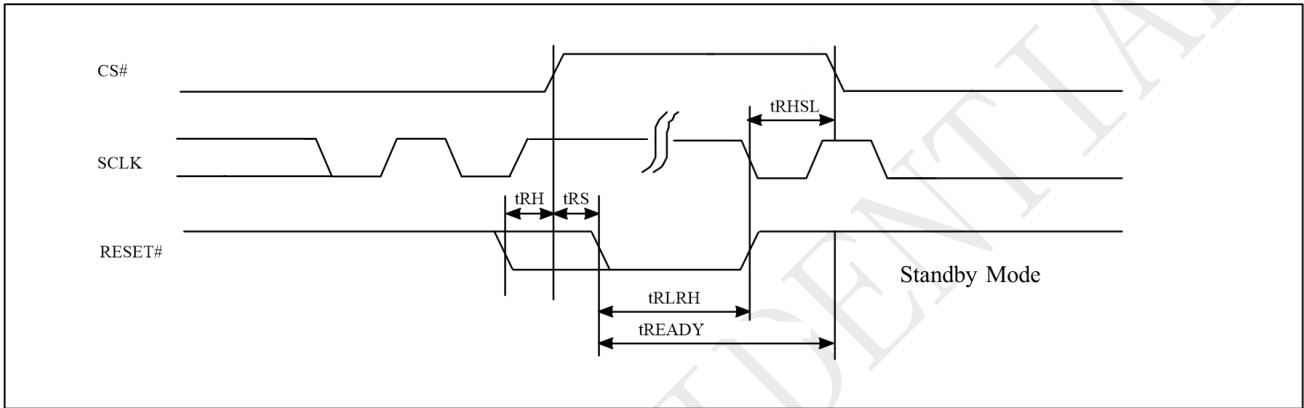 CS#
tRHSL
SCLK
tRH tRS
RESET#
Standby Mode
tRLRH
tREADY